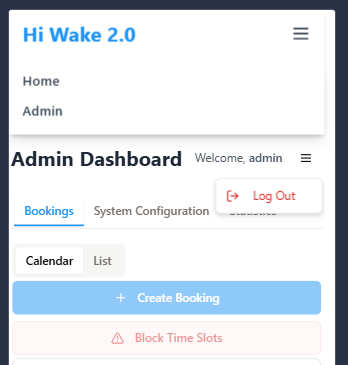 Hi Wake 2.0
Home
Admin
Admin Dashboard Welcome, admin
Log Out
Bookings System Configuration Statistics
Calendar List
Create Booking
Block Time Slots